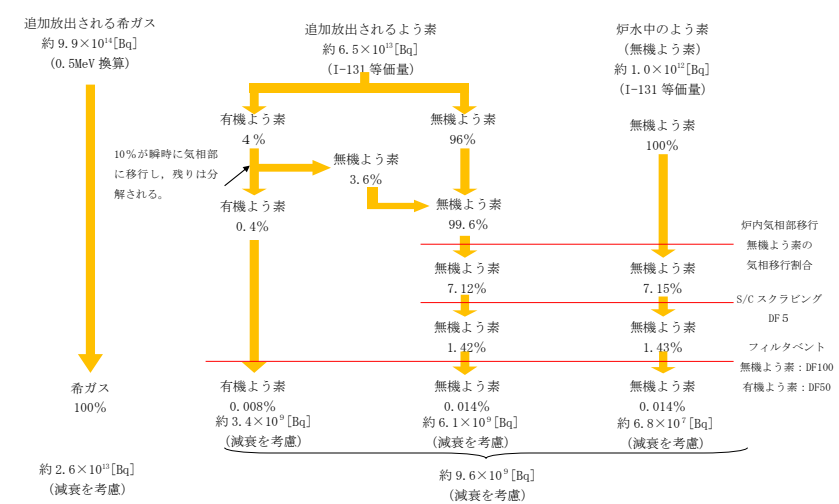 追加放出される希ガス
約 9.9×10¹⁴[Bq]
(0.5MeV 換算)
追加放出されるよう素
約 6.5×10¹³[Bq]
(I-131 等価量)
炉水中のよう素
(無機よう素)
約 1.0×10¹²[Bq]
(I-131 等価量)
有機よう素
4％
無機よう素
96%
無機よう素
100%
10%が瞬時に気相部
に移行し，残りは分
解される。
無機よう素
3.6%
有機よう素
0.4%
無機よう素
99.6%
炉内気相部移行
無機よう素の
気相移行割合
無機よう素
7.12%
無機よう素
7.15%
S/C スクラビング
DF５
無機よう素
1.42%
無機よう素
1.43%
フィルタベント
無機よう素：DF100
有機よう素：DF50
希ガス
100%
有機よう素
0.008%
約 3.4×10⁹[Bq]
(減衰を考慮)
無機よう素
0.014%
約 6.1×10⁹[Bq]
(減衰を考慮)
無機よう素
0.014%
約 6.8×10⁷[Bq]
(減衰を考慮)
約 2.6×10¹³[Bq]
(減衰を考慮)
約 9.6×10⁹[Bq]
(減衰を考慮)